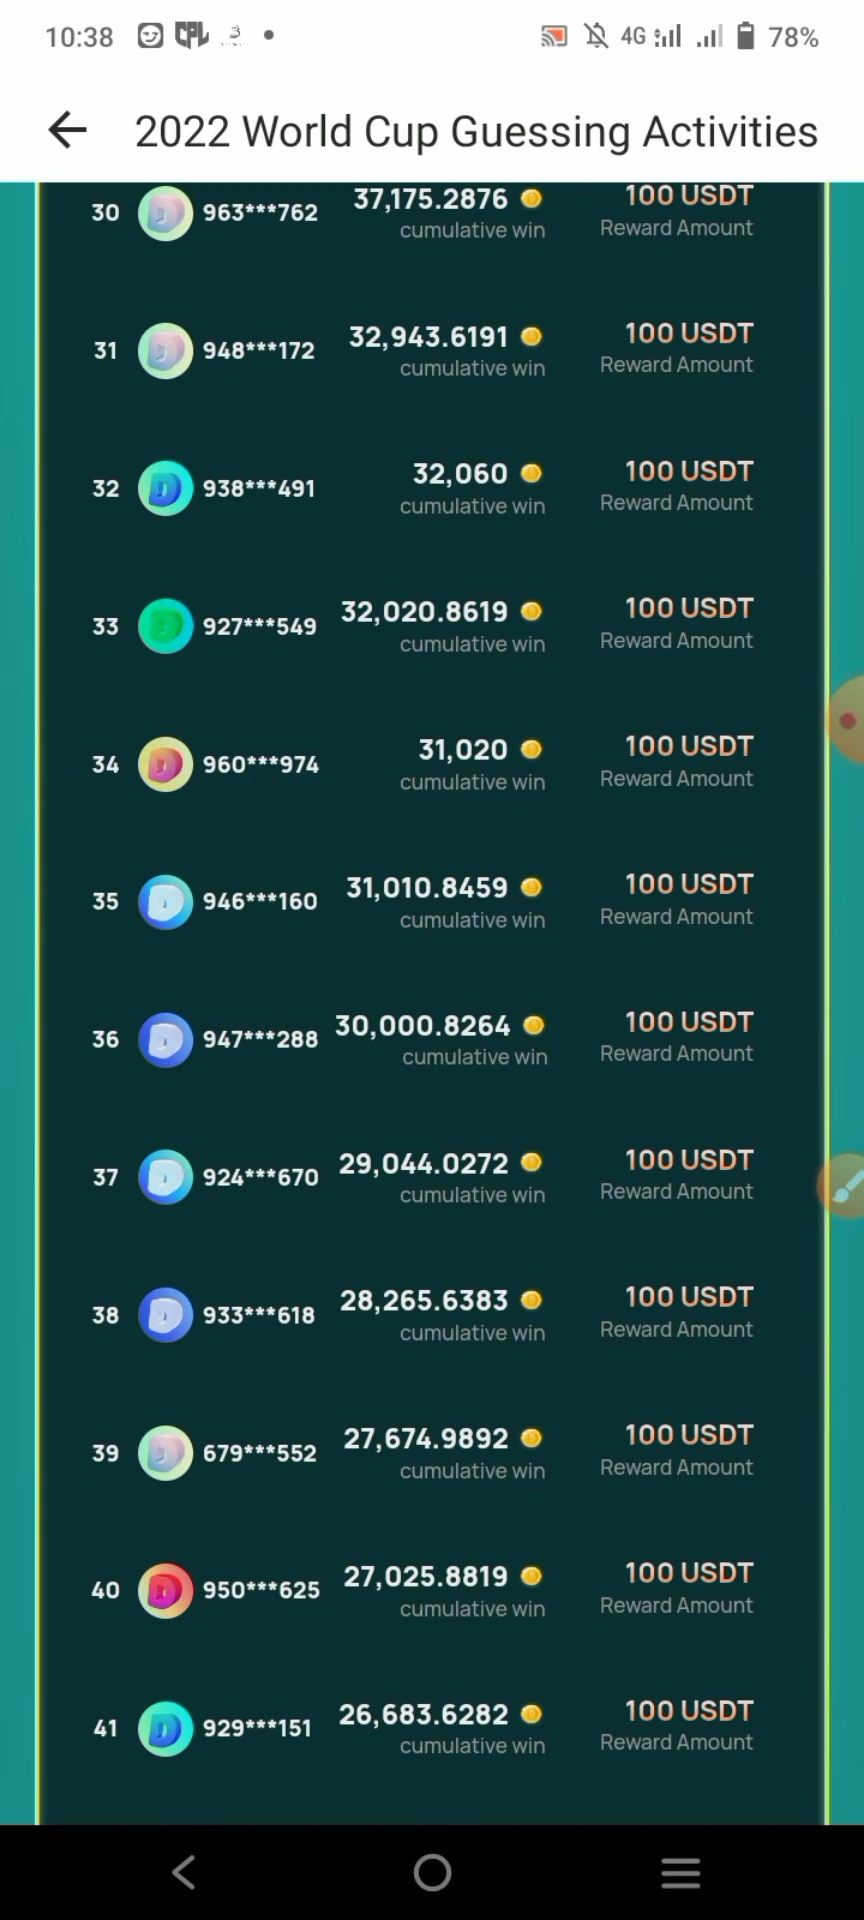 10:38 CPL 3 4G 78%
2022 World Cup Guessing Activities
30 963***762 37,175.2876 100 USDT
cumulative win Reward Amount
31 948***172 32,943.6191 100 USDT
cumulative win Reward Amount
32 938***491 32,060 100 USDT
cumulative win Reward Amount
33 927***549 32,020.8619 100 USDT
cumulative win Reward Amount
34 960***974 31,020 100 USDT
cumulative win Reward Amount
35 946***160 31,010.8459 100 USDT
cumulative win Reward Amount
36 947***288 30,000.8264 100 USDT
cumulative win Reward Amount
37 924***670 29,044.0272 100 USDT
cumulative win Reward Amount
38 933***618 28,265.6383 100 USDT
cumulative win Reward Amount
39 679***552 27,674.9892 100 USDT
cumulative win Reward Amount
40 950***625 27,025.8819 100 USDT
cumulative win Reward Amount
41 929***151 26,683.6282 100 USDT
cumulative win Reward Amount